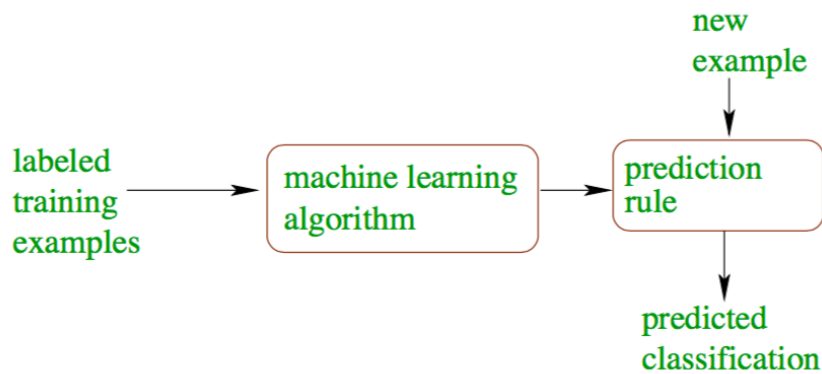 labeled
training
examples
machine learning
algorithm
new
example
prediction
rule
predicted
classification